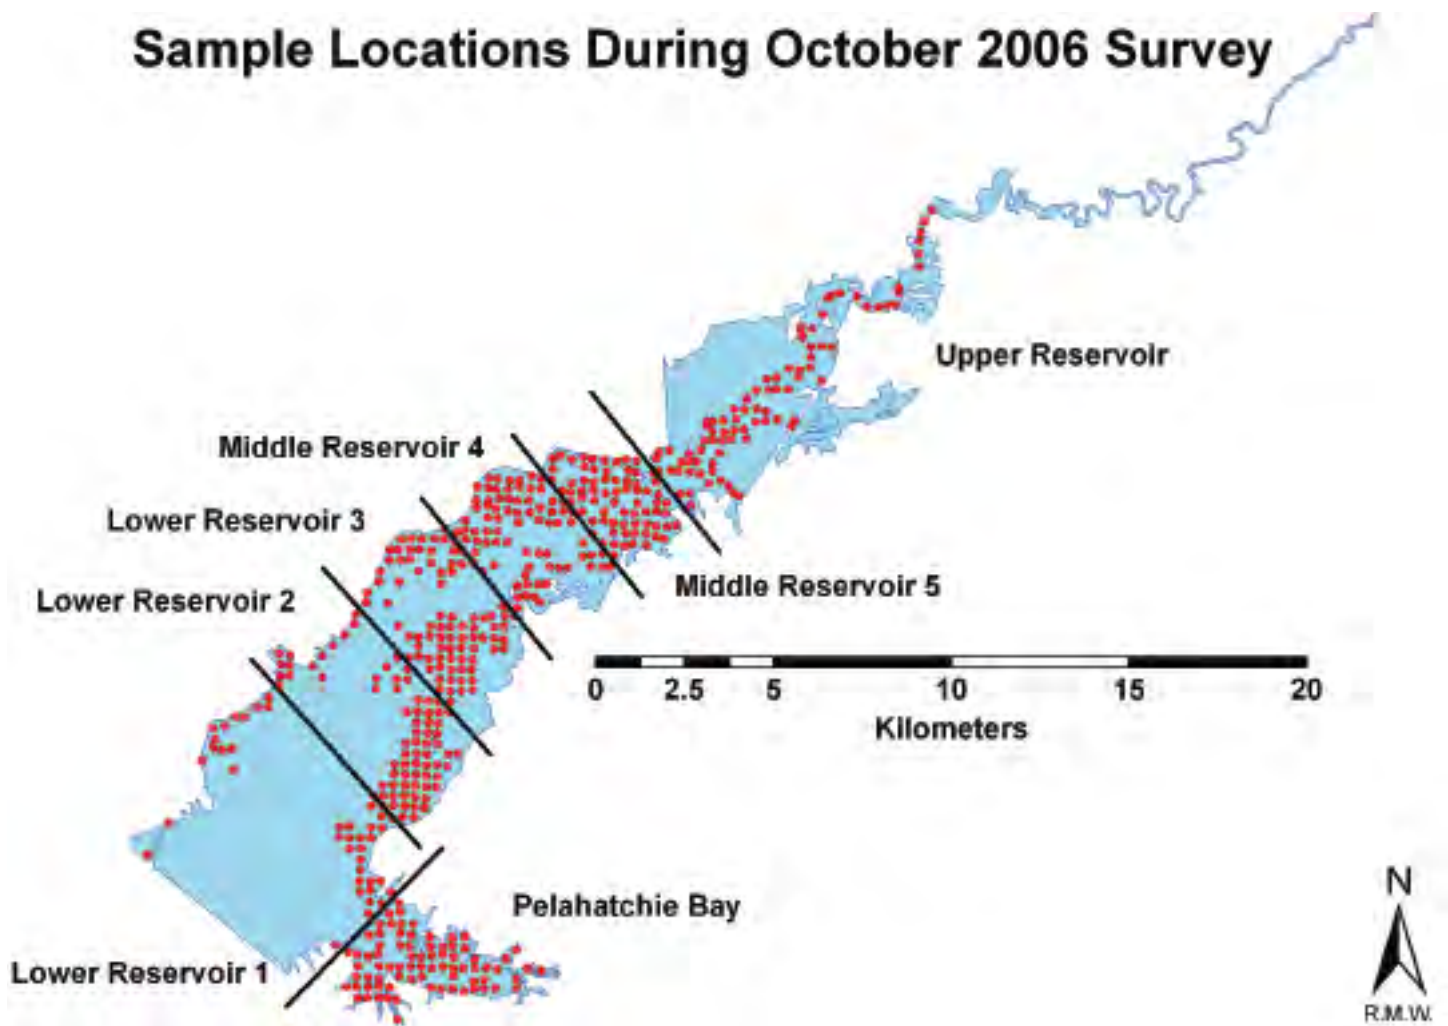 Sample Locations During October 2006 Survey
Upper Reservoir
Middle Reservoir 4
Lower Reservoir 3
Middle Reservoir 5
Lower Reservoir 2
0 2.5 5 10 15 20
Kilometers
Pelahatchie Bay
Lower Reservoir 1
N
R.M.W.